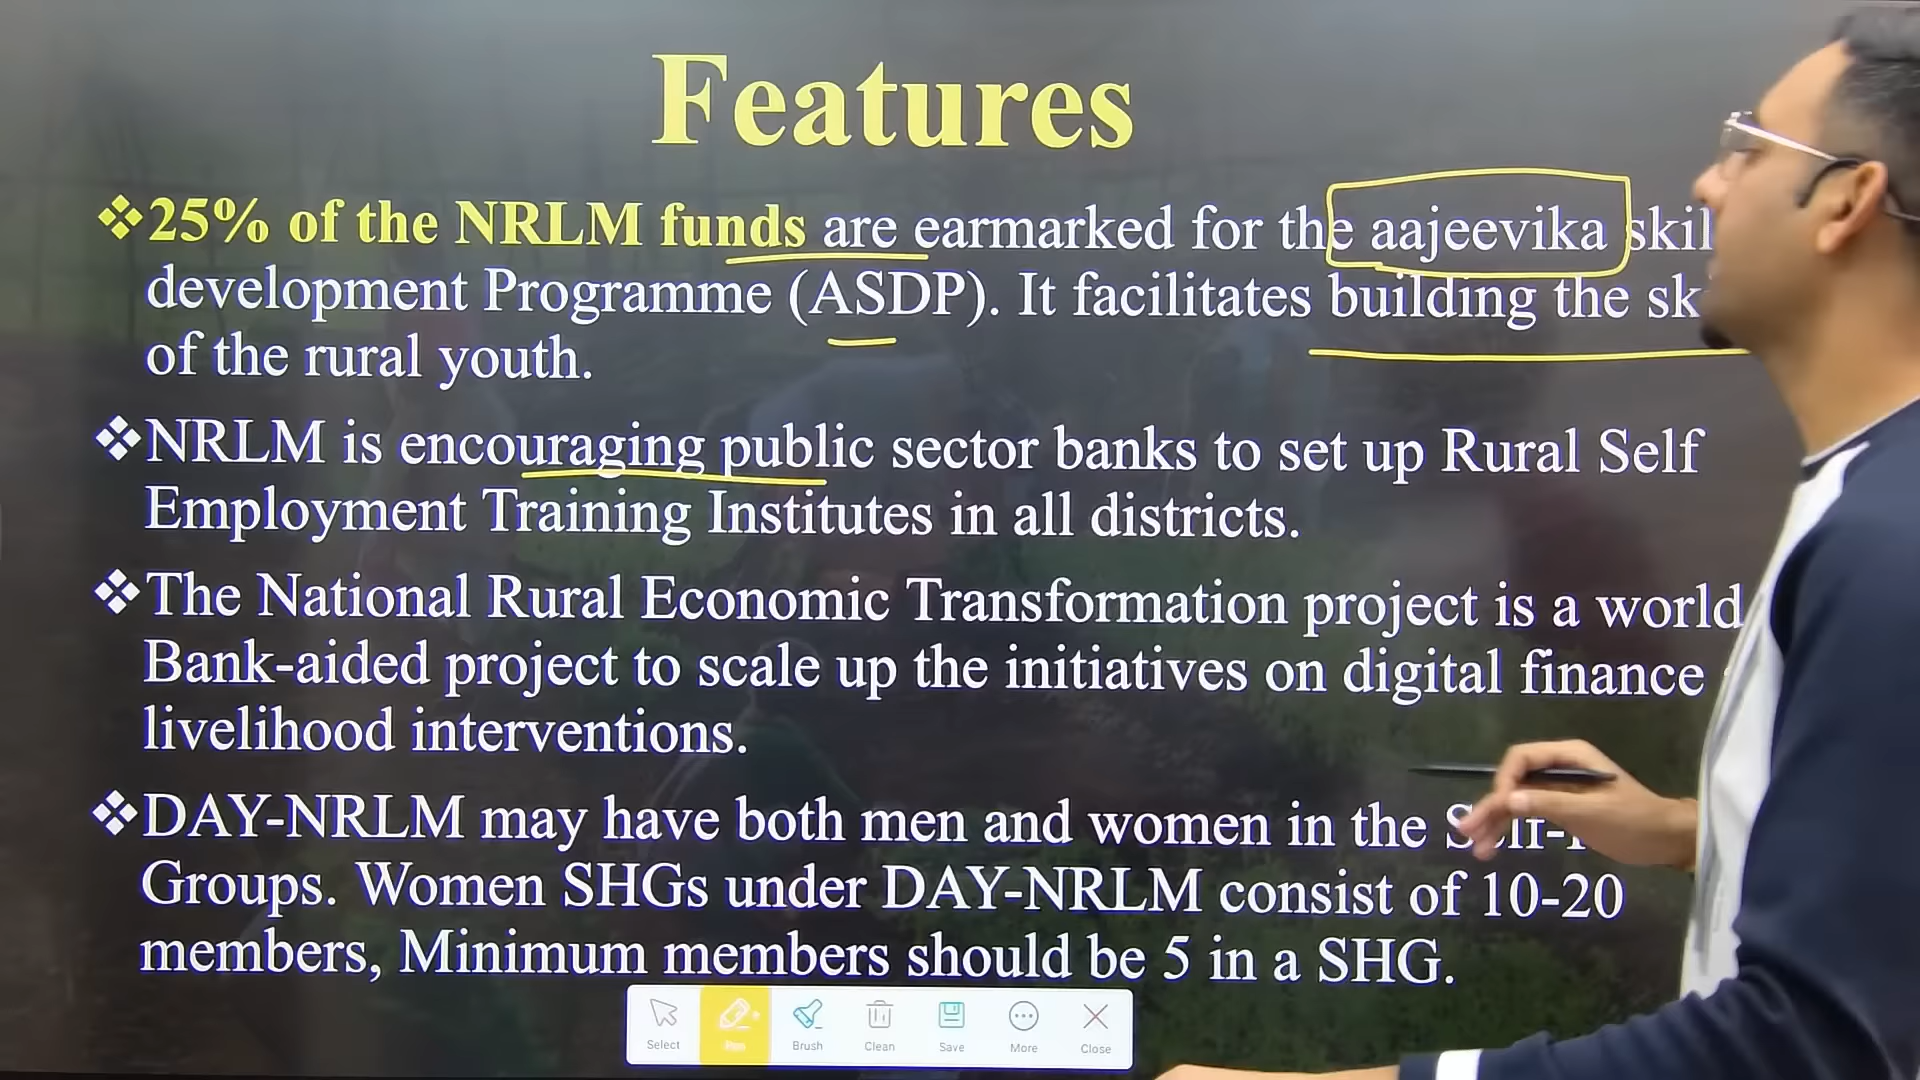 Features
❖25% of the NRLM funds are earmarked for the aajeevika skil
development Programme (ASDP). It facilitates building the sk
of the rural youth.
❖NRLM is encouraging public sector banks to set up Rural Self
Employment Training Institutes in all districts.
❖The National Rural Economic Transformation project is a world
Bank-aided project to scale up the initiatives on digital finance
livelihood interventions.
❖DAY-NRLM may have both men and women in the
Groups. Women SHGs under DAY-NRLM consist of 10-20
members, Minimum members should be 5 in a SHG.
Select Pen Brush Clean Save More Close